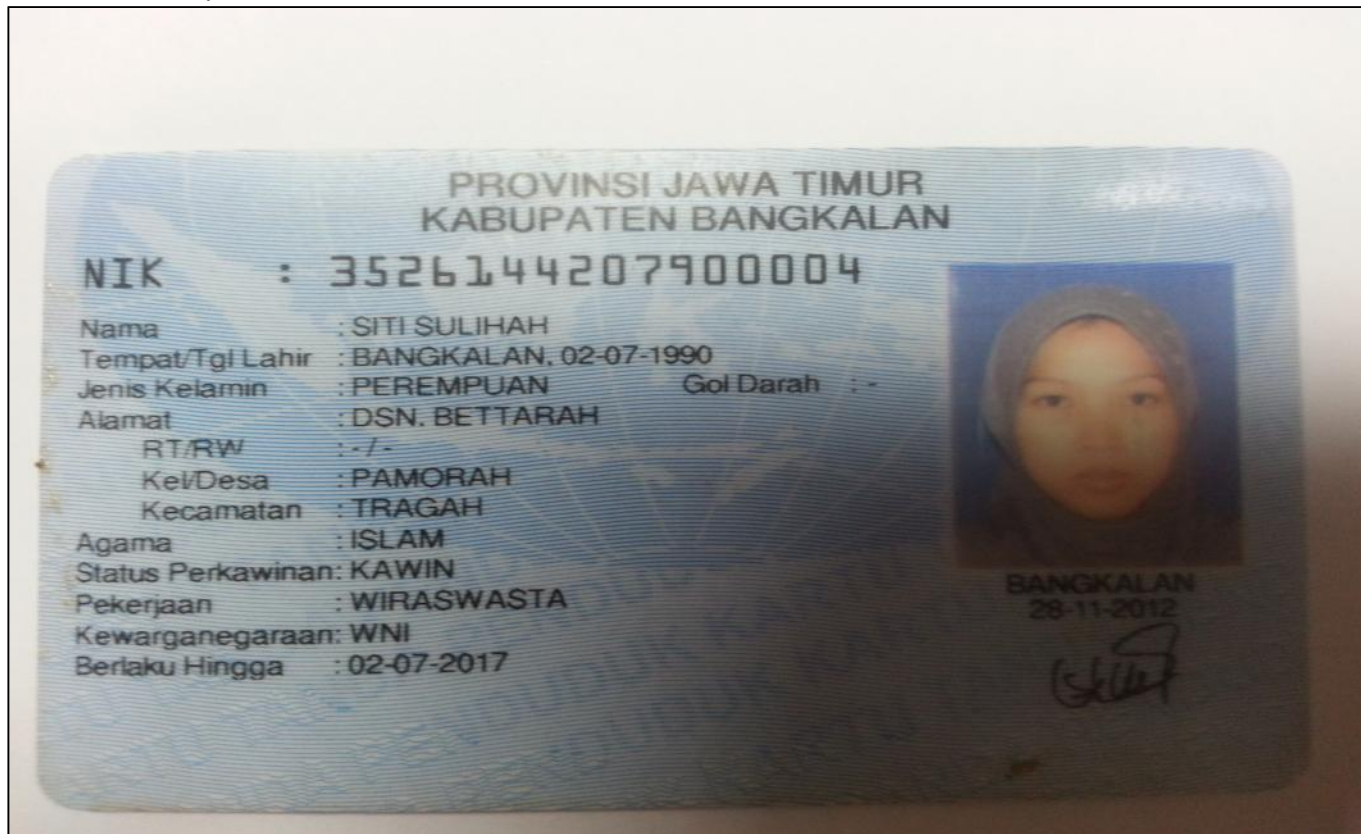 PROVINSI JAWA TIMUR
KABUPATEN BANGKALAN
NIK : 3526144207900004
Nama : SITI SULIHAH
Tempat/Tgl Lahir : BANGKALAN, 02-07-1990
Jenis Kelamin : PEREMPUAN Gol Darah : -
Alamat : DSN. BETTARAH
RT/RW : - / -
Kel/Desa : PAMORAH
Kecamatan : TRAGAH
Agama : ISLAM
Status Perkawinan: KAWIN
Pekerjaan : WIRASWASTA
Kewarganegaraan: WNI
Berlaku Hingga : 02-07-2017
BANGKALAN
28-11-2012